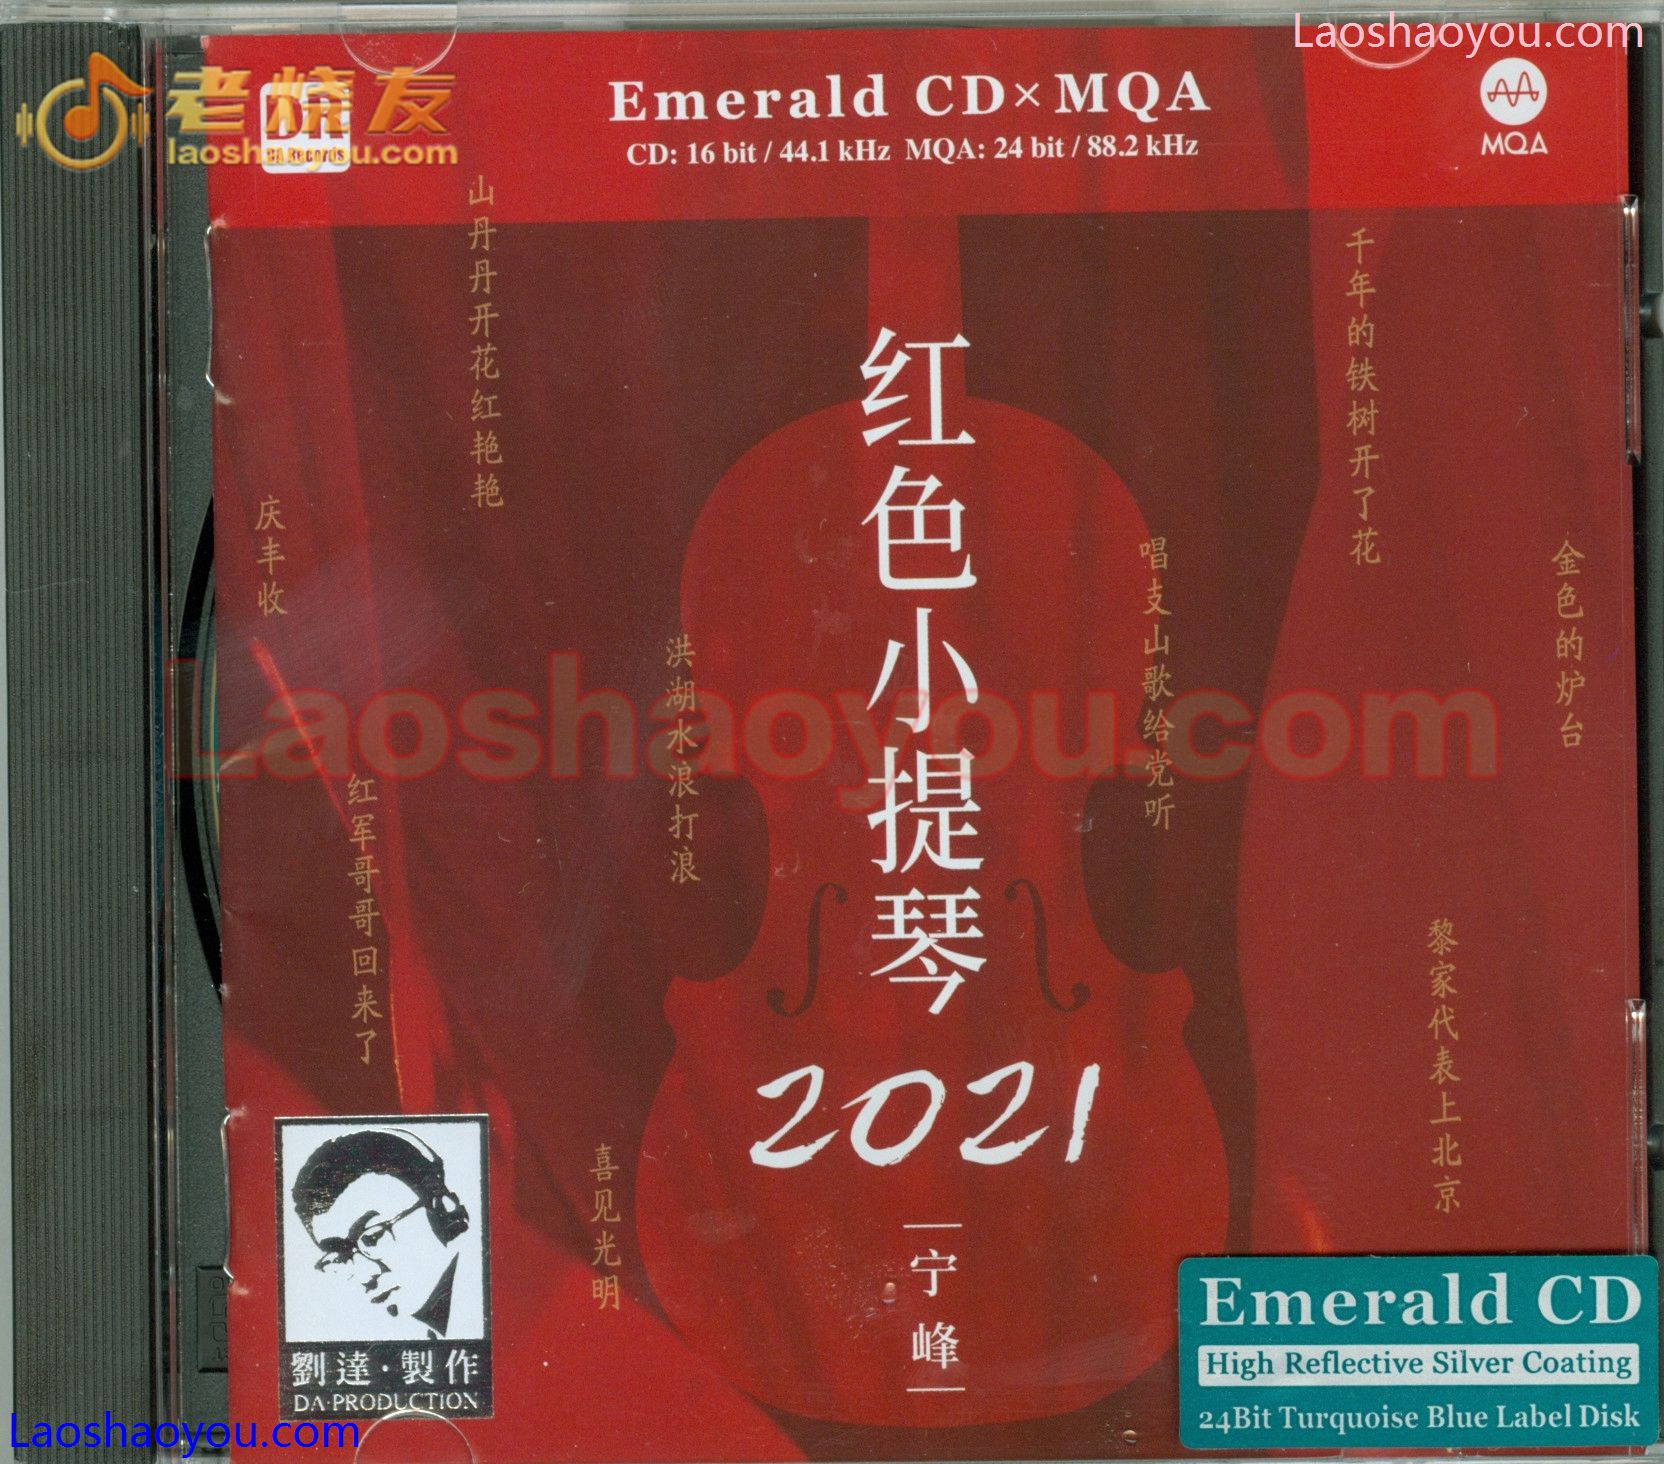 Laoshaoyou.com
老烧友
laoshaoyou.com
DR
DA Records
Emerald CD×MQA
CD: 16 bit / 44.1 kHz MQA: 24 bit / 88.2 kHz
MQA
山丹丹开花红艳艳
千年的铁树开了花
庆丰收
唱支山歌给党听
金色的炉台
洪湖水浪打浪
红军哥哥回来了
黎家代表上北京
喜见光明
红色小提琴
2021
宁峰
Laoshaoyou.com
劉達·製作
DA·PRODUCTION
Emerald CD
High Reflective Silver Coating
24Bit Turquoise Blue Label Disk
Laoshaoyou.com